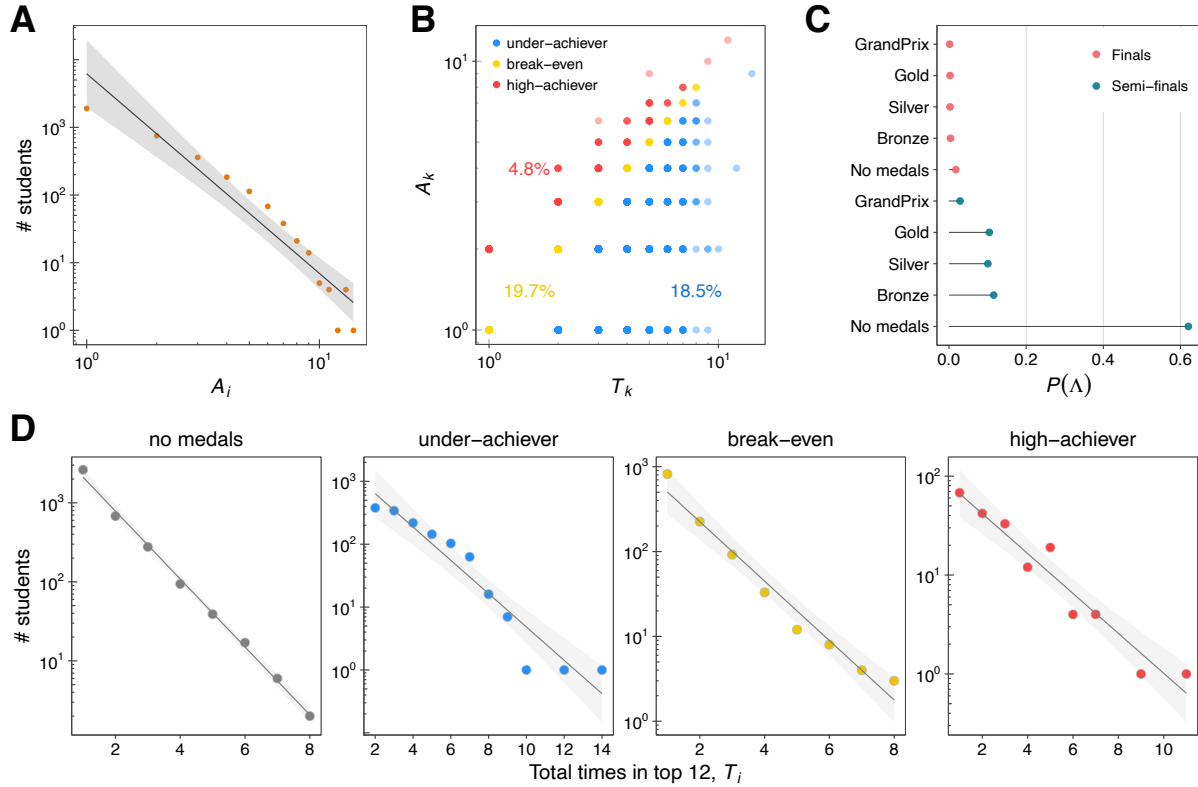 A
# students
10^3
10^2
10^1
10^0
10^0
10^1
A_i
B
A_k
10^1
10^0
under−achiever
break−even
high−achiever
4.8%
19.7%
18.5%
10^0
10^1
T_k
C
GrandPrix
Gold
Silver
Bronze
No medals
GrandPrix
Gold
Silver
Bronze
No medals
Finals
Semi−finals
0.0
0.2
0.4
0.6
P(Λ)
D
# students
no medals
10^3
10^2
10^1
2
4
6
8
under−achiever
10^3
10^2
10^1
10^0
2
4
6
8
10
12
14
break−even
10^3
10^2
10^1
10^0
2
4
6
8
high−achiever
10^2
10^1
10^0
2
4
6
8
10
Total times in top 12, T_i